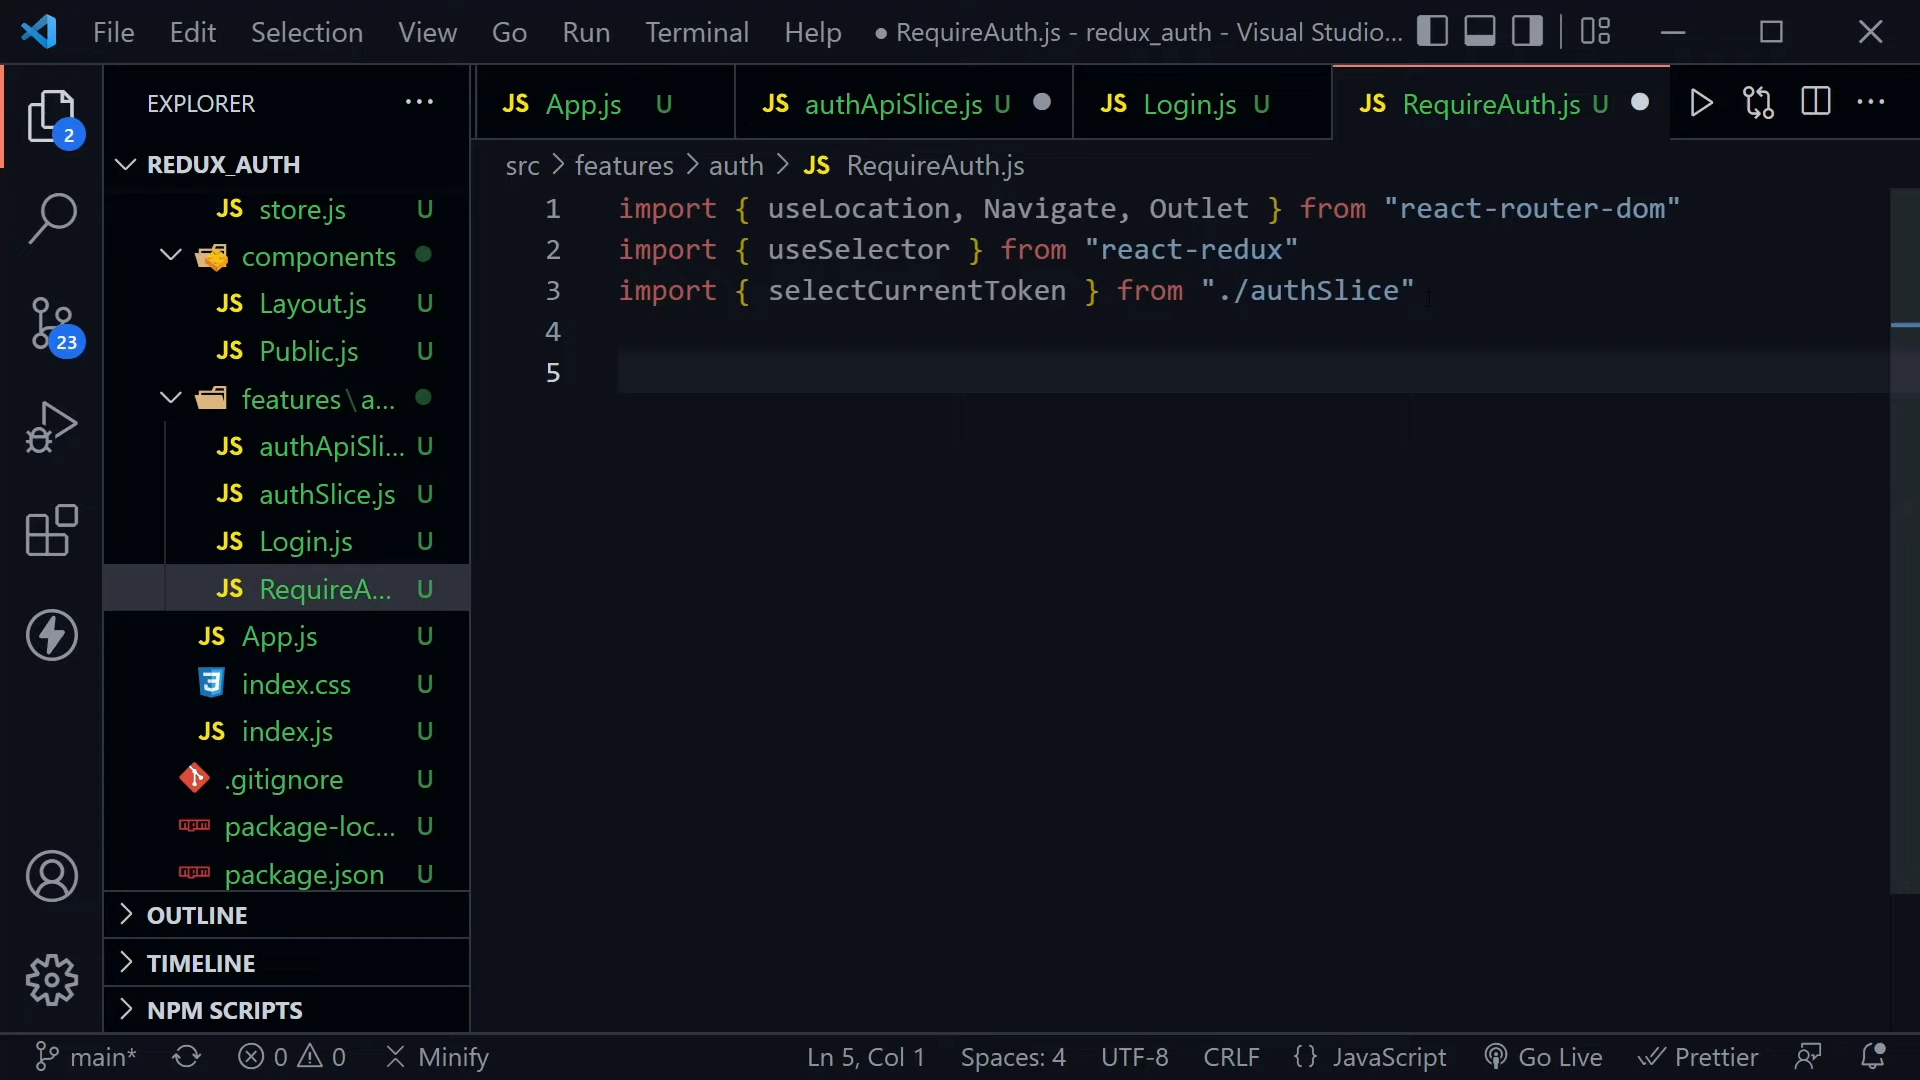 File Edit Selection View Go Run Terminal Help ● RequireAuth.js - redux_auth - Visual Studio...
EXPLORER ···
JS App.js U
JS authApiSlice.js U ●
JS Login.js U
JS RequireAuth.js U ●
···
2
REDUX_AUTH
JS store.js U
components
JS Layout.js U
JS Public.js U
features\a...
JS authApiSli... U
JS authSlice.js U
JS Login.js U
JS RequireA... U
JS App.js U
index.css U
JS index.js U
.gitignore U
package-loc... U
package.json U
OUTLINE
TIMELINE
NPM SCRIPTS
23
src > features > auth > JS RequireAuth.js
1 import { useLocation, Navigate, Outlet } from "react-router-dom"
2 import { useSelector } from "react-redux"
3 import { selectCurrentToken } from "./authSlice"
4
5
main* 0 0 Minify Ln 5, Col 1 Spaces: 4 UTF-8 CRLF {} JavaScript Go Live Prettier